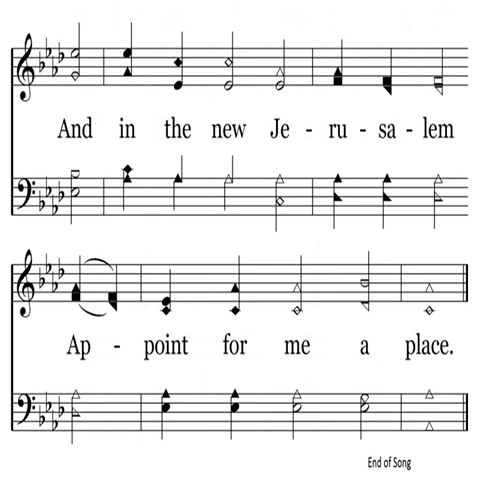 And in the new Je - ru - sa - lem
Ap - point for me a place.
End of Song